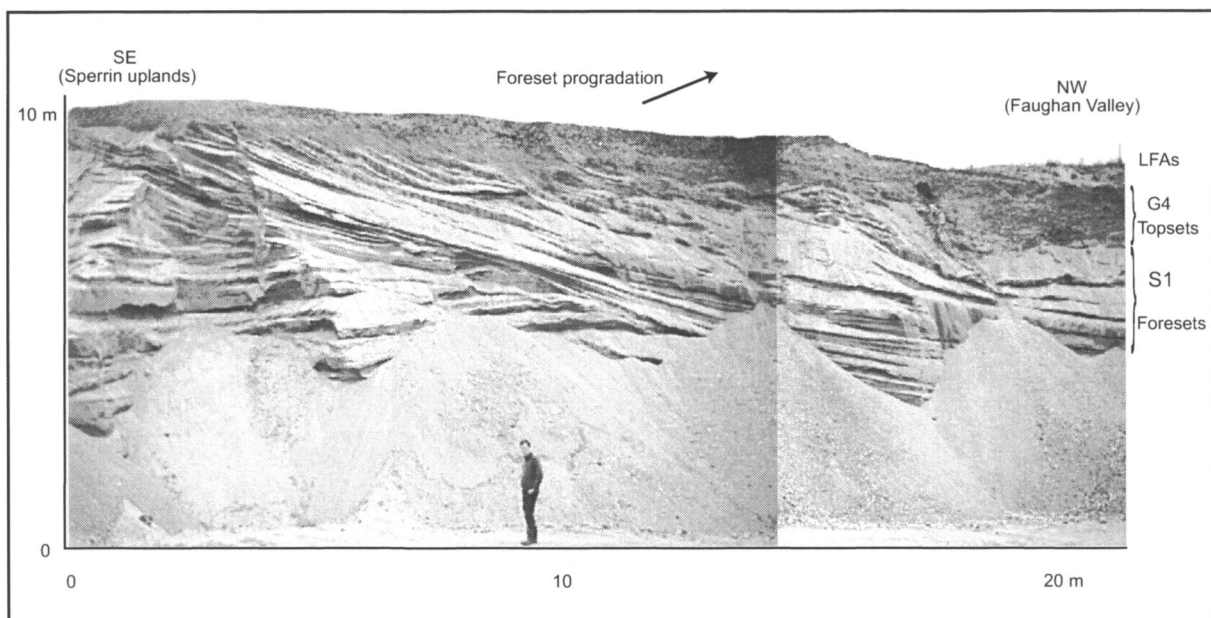 SE
(Sperrin uplands)
Foreset progradation
NW
(Faughan Valley)
10 m
LFAs
G4
Topsets
S1
Foresets
0
0
10
20 m